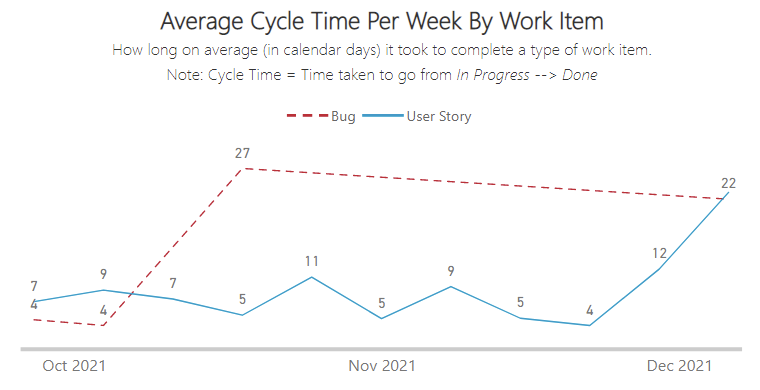 Average Cycle Time Per Week By Work Item
How long on average (in calendar days) it took to complete a type of work item.
Note: Cycle Time = Time taken to go from In Progress --> Done
Bug User Story
27
22
12
11
9
9
7
7
5
5
5
4
4
4
Oct 2021 Nov 2021 Dec 2021